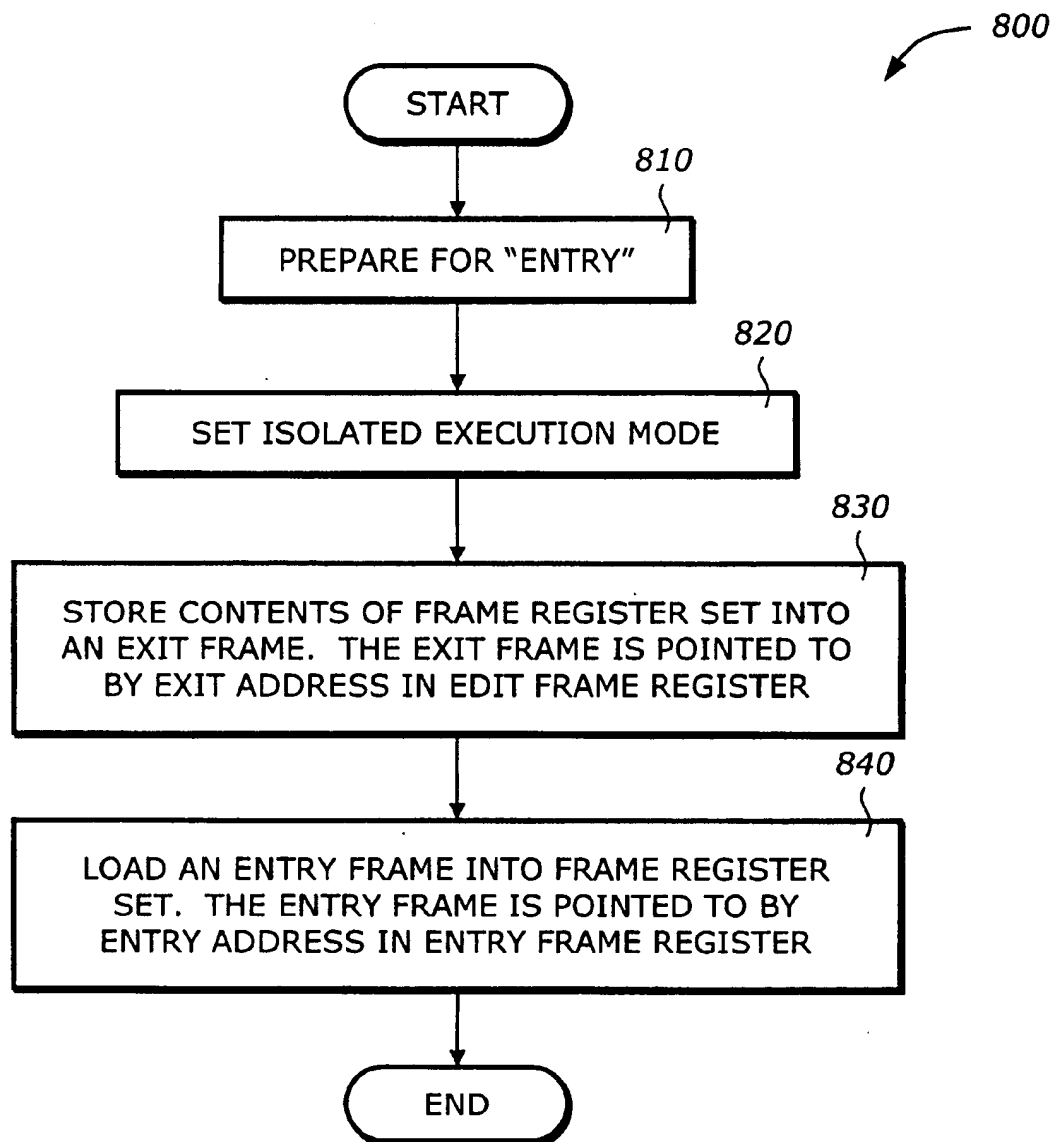 800
START
810
PREPARE FOR “ENTRY”
820
SET ISOLATED EXECUTION MODE
830
STORE CONTENTS OF FRAME REGISTER SET INTO
AN EXIT FRAME. THE EXIT FRAME IS POINTED TO
BY EXIT ADDRESS IN EDIT FRAME REGISTER
840
LOAD AN ENTRY FRAME INTO FRAME REGISTER
SET. THE ENTRY FRAME IS POINTED TO BY
ENTRY ADDRESS IN ENTRY FRAME REGISTER
END